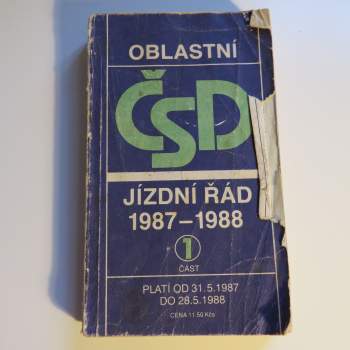 OBLASTNÍ
ČSD
JÍZDNÍ ŘÁD
1987-1988
1
ČÁST
PLATÍ OD 31.5.1987
DO 28.5.1988
CENA 11.50 Kčs